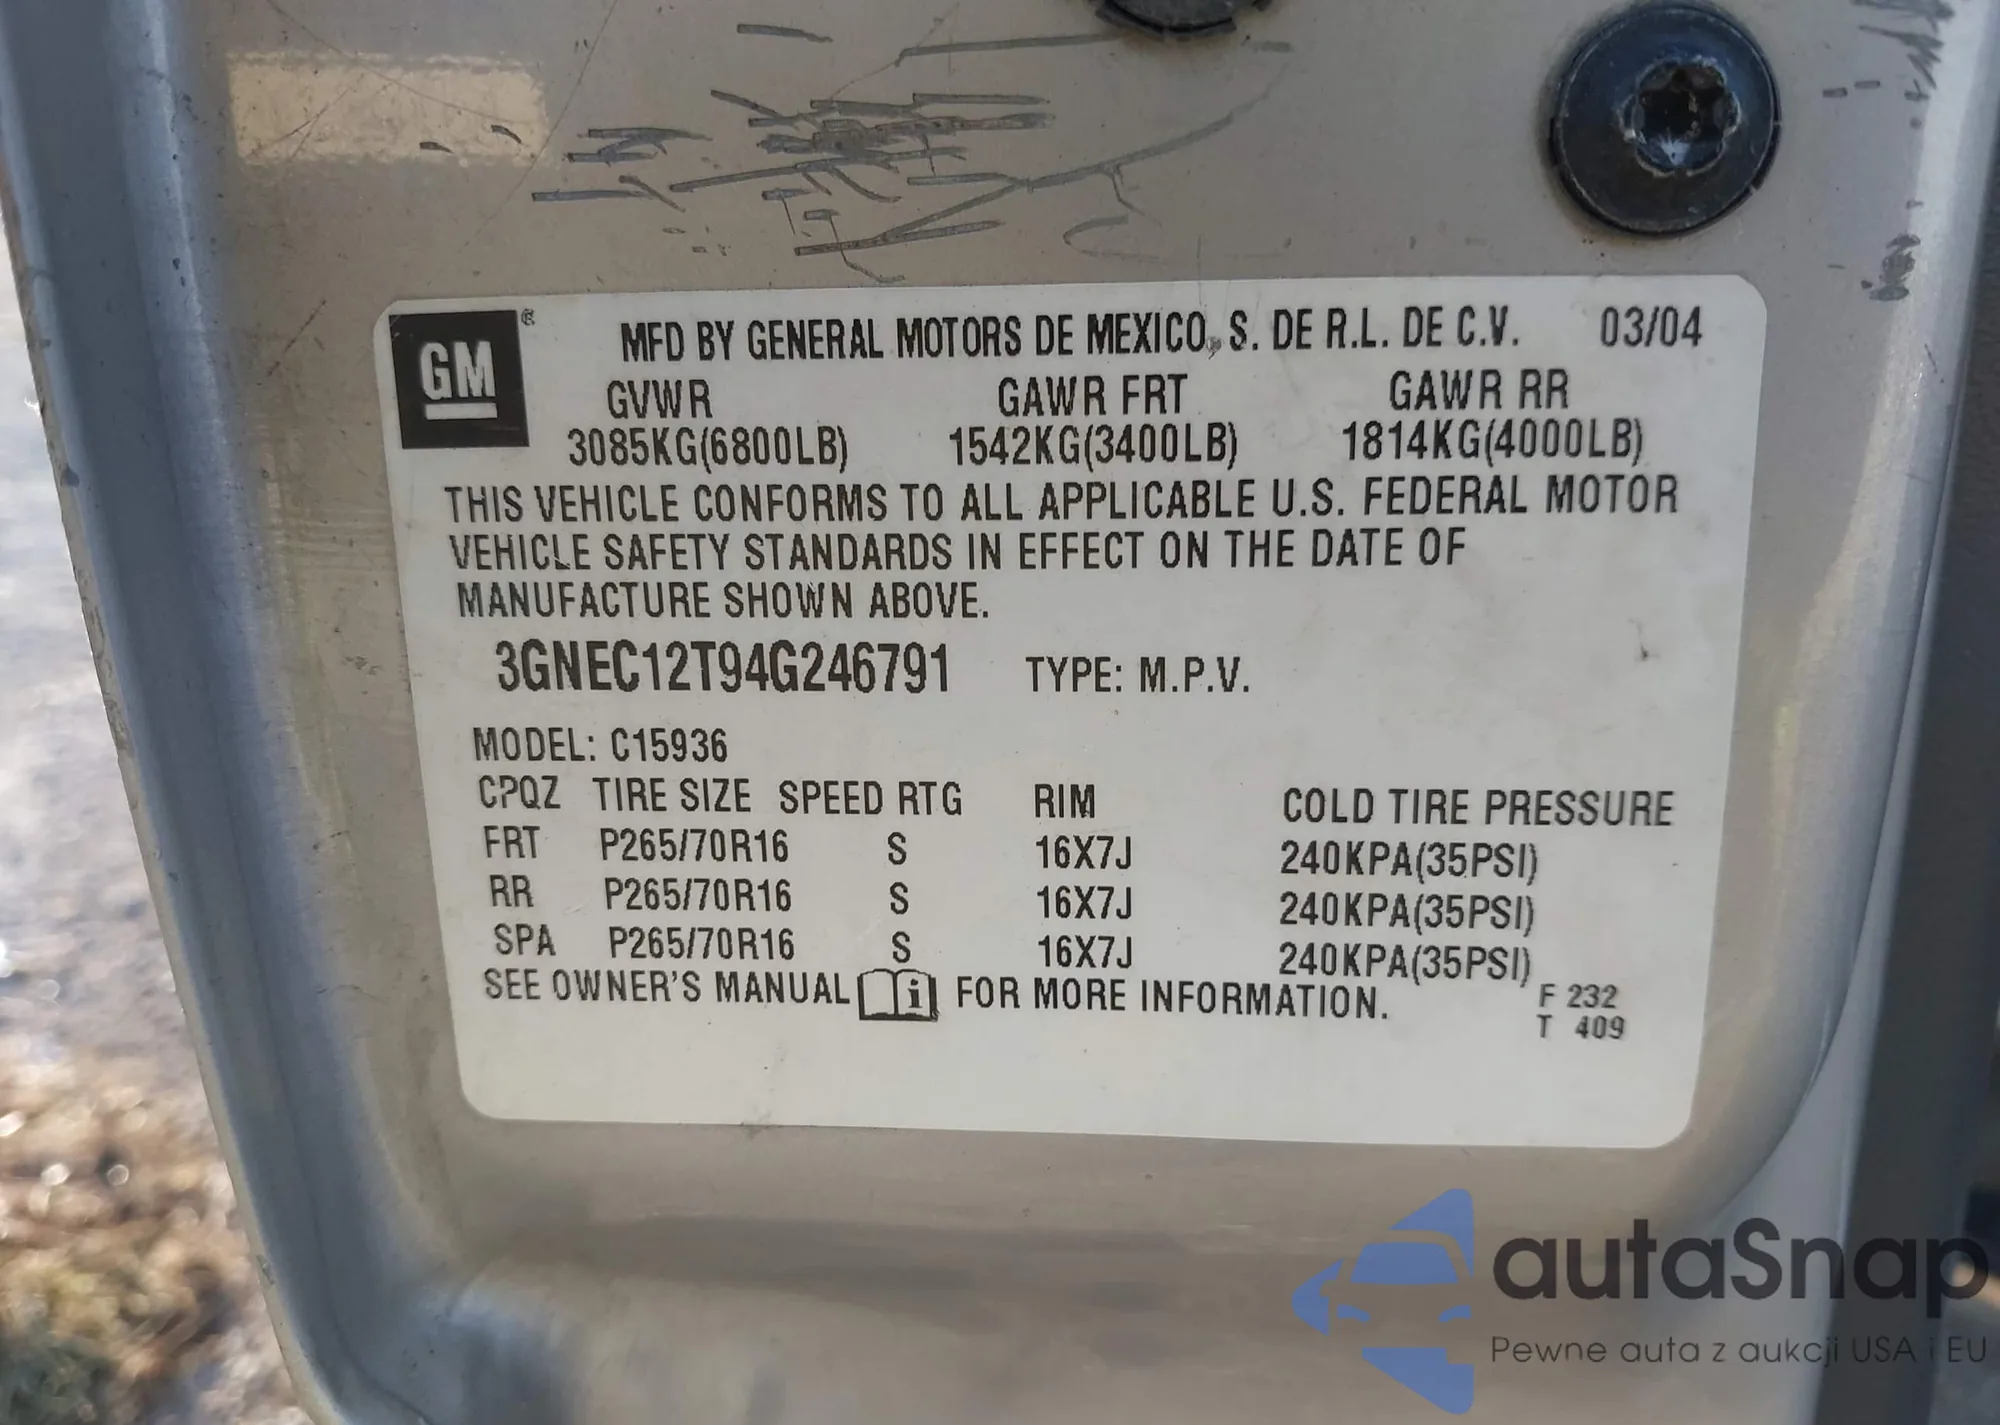 GM ®
MFD BY GENERAL MOTORS DE MEXICO, S. DE R.L. DE C.V. 03/04
GVWR GAWR FRT GAWR RR
3085KG(6800LB) 1542KG(3400LB) 1814KG(4000LB)
THIS VEHICLE CONFORMS TO ALL APPLICABLE U.S. FEDERAL MOTOR
VEHICLE SAFETY STANDARDS IN EFFECT ON THE DATE OF
MANUFACTURE SHOWN ABOVE.
3GNEC12T94G246791 TYPE: M.P.V.
MODEL: C15936
CPQZ TIRE SIZE SPEED RTG RIM COLD TIRE PRESSURE
FRT P265/70R16 S 16X7J 240KPA(35PSI)
RR P265/70R16 S 16X7J 240KPA(35PSI)
SPA P265/70R16 S 16X7J 240KPA(35PSI)
SEE OWNER'S MANUAL i FOR MORE INFORMATION.
F 232
T 409
autaSnap
Pewne auta z aukcji USA i EU